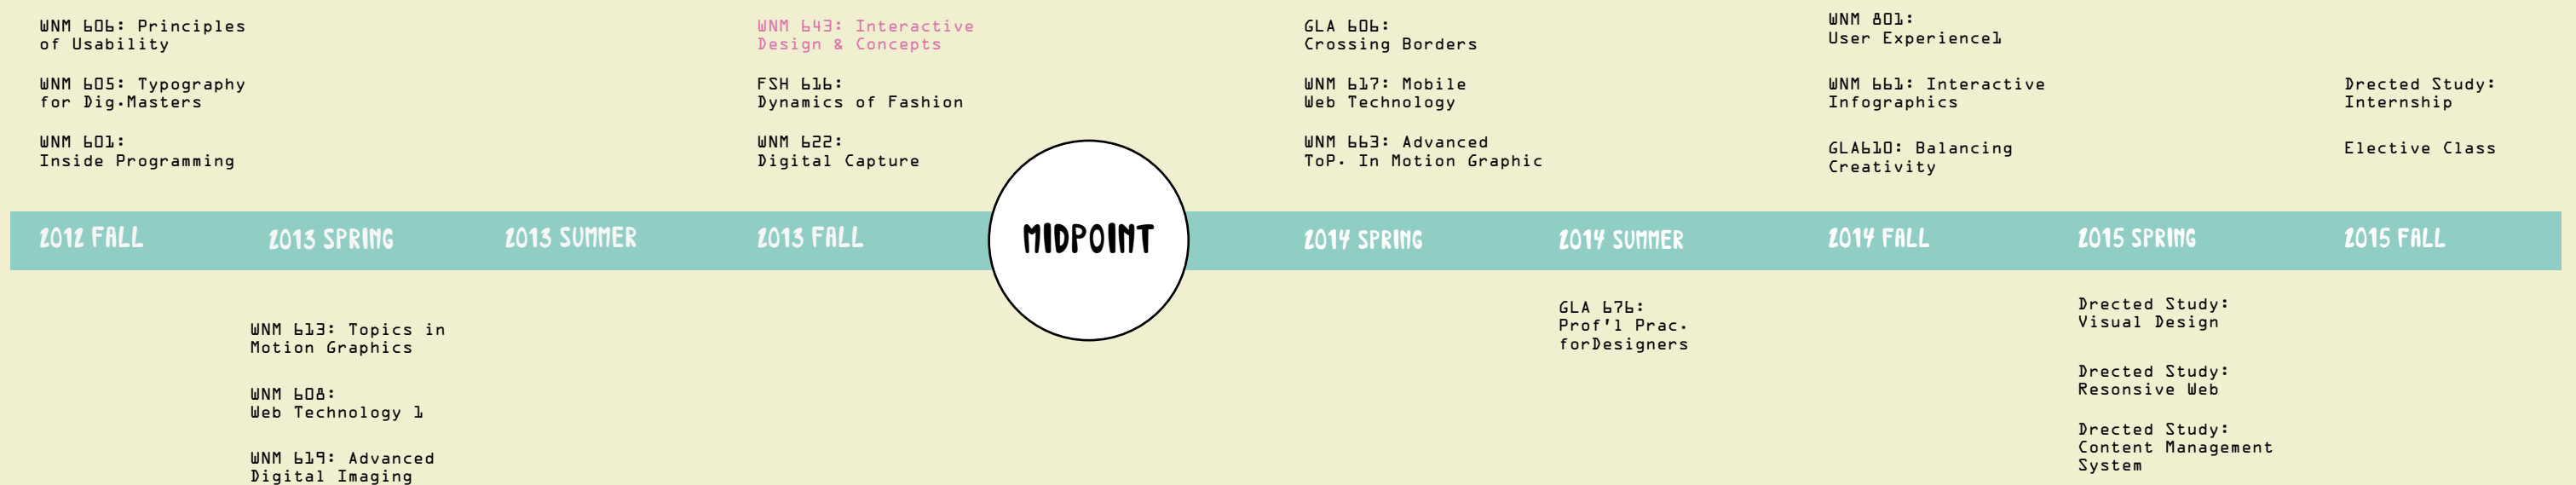 WNM 606: Principles
of Usability
WNM 605: Typography
for Dig.Masters
WNM 601:
Inside Programming
WNM 643: Interactive
Design & Concepts
FSH 616:
Dynamics of Fashion
WNM 622:
Digital Capture
GLA 606:
Crossing Borders
WNM 617: Mobile
Web Technology
WNM 663: Advanced
ToP. In Motion Graphic
WNM 801:
User Experience1
WNM 661: Interactive
Infographics
GLA610: Balancing
Creativity
Drected Study:
Internship
Elective Class
2012 FALL
2013 SPRING
2013 SUMMER
2013 FALL
MIDPOINT
2014 SPRING
2014 SUMMER
2014 FALL
2015 SPRING
2015 FALL
WNM 613: Topics in
Motion Graphics
WNM 608:
Web Technology 1
WNM 619: Advanced
Digital Imaging
GLA 676:
Prof'l Prac.
forDesigners
Drected Study:
Visual Design
Drected Study:
Resonsive Web
Drected Study:
Content Management
System